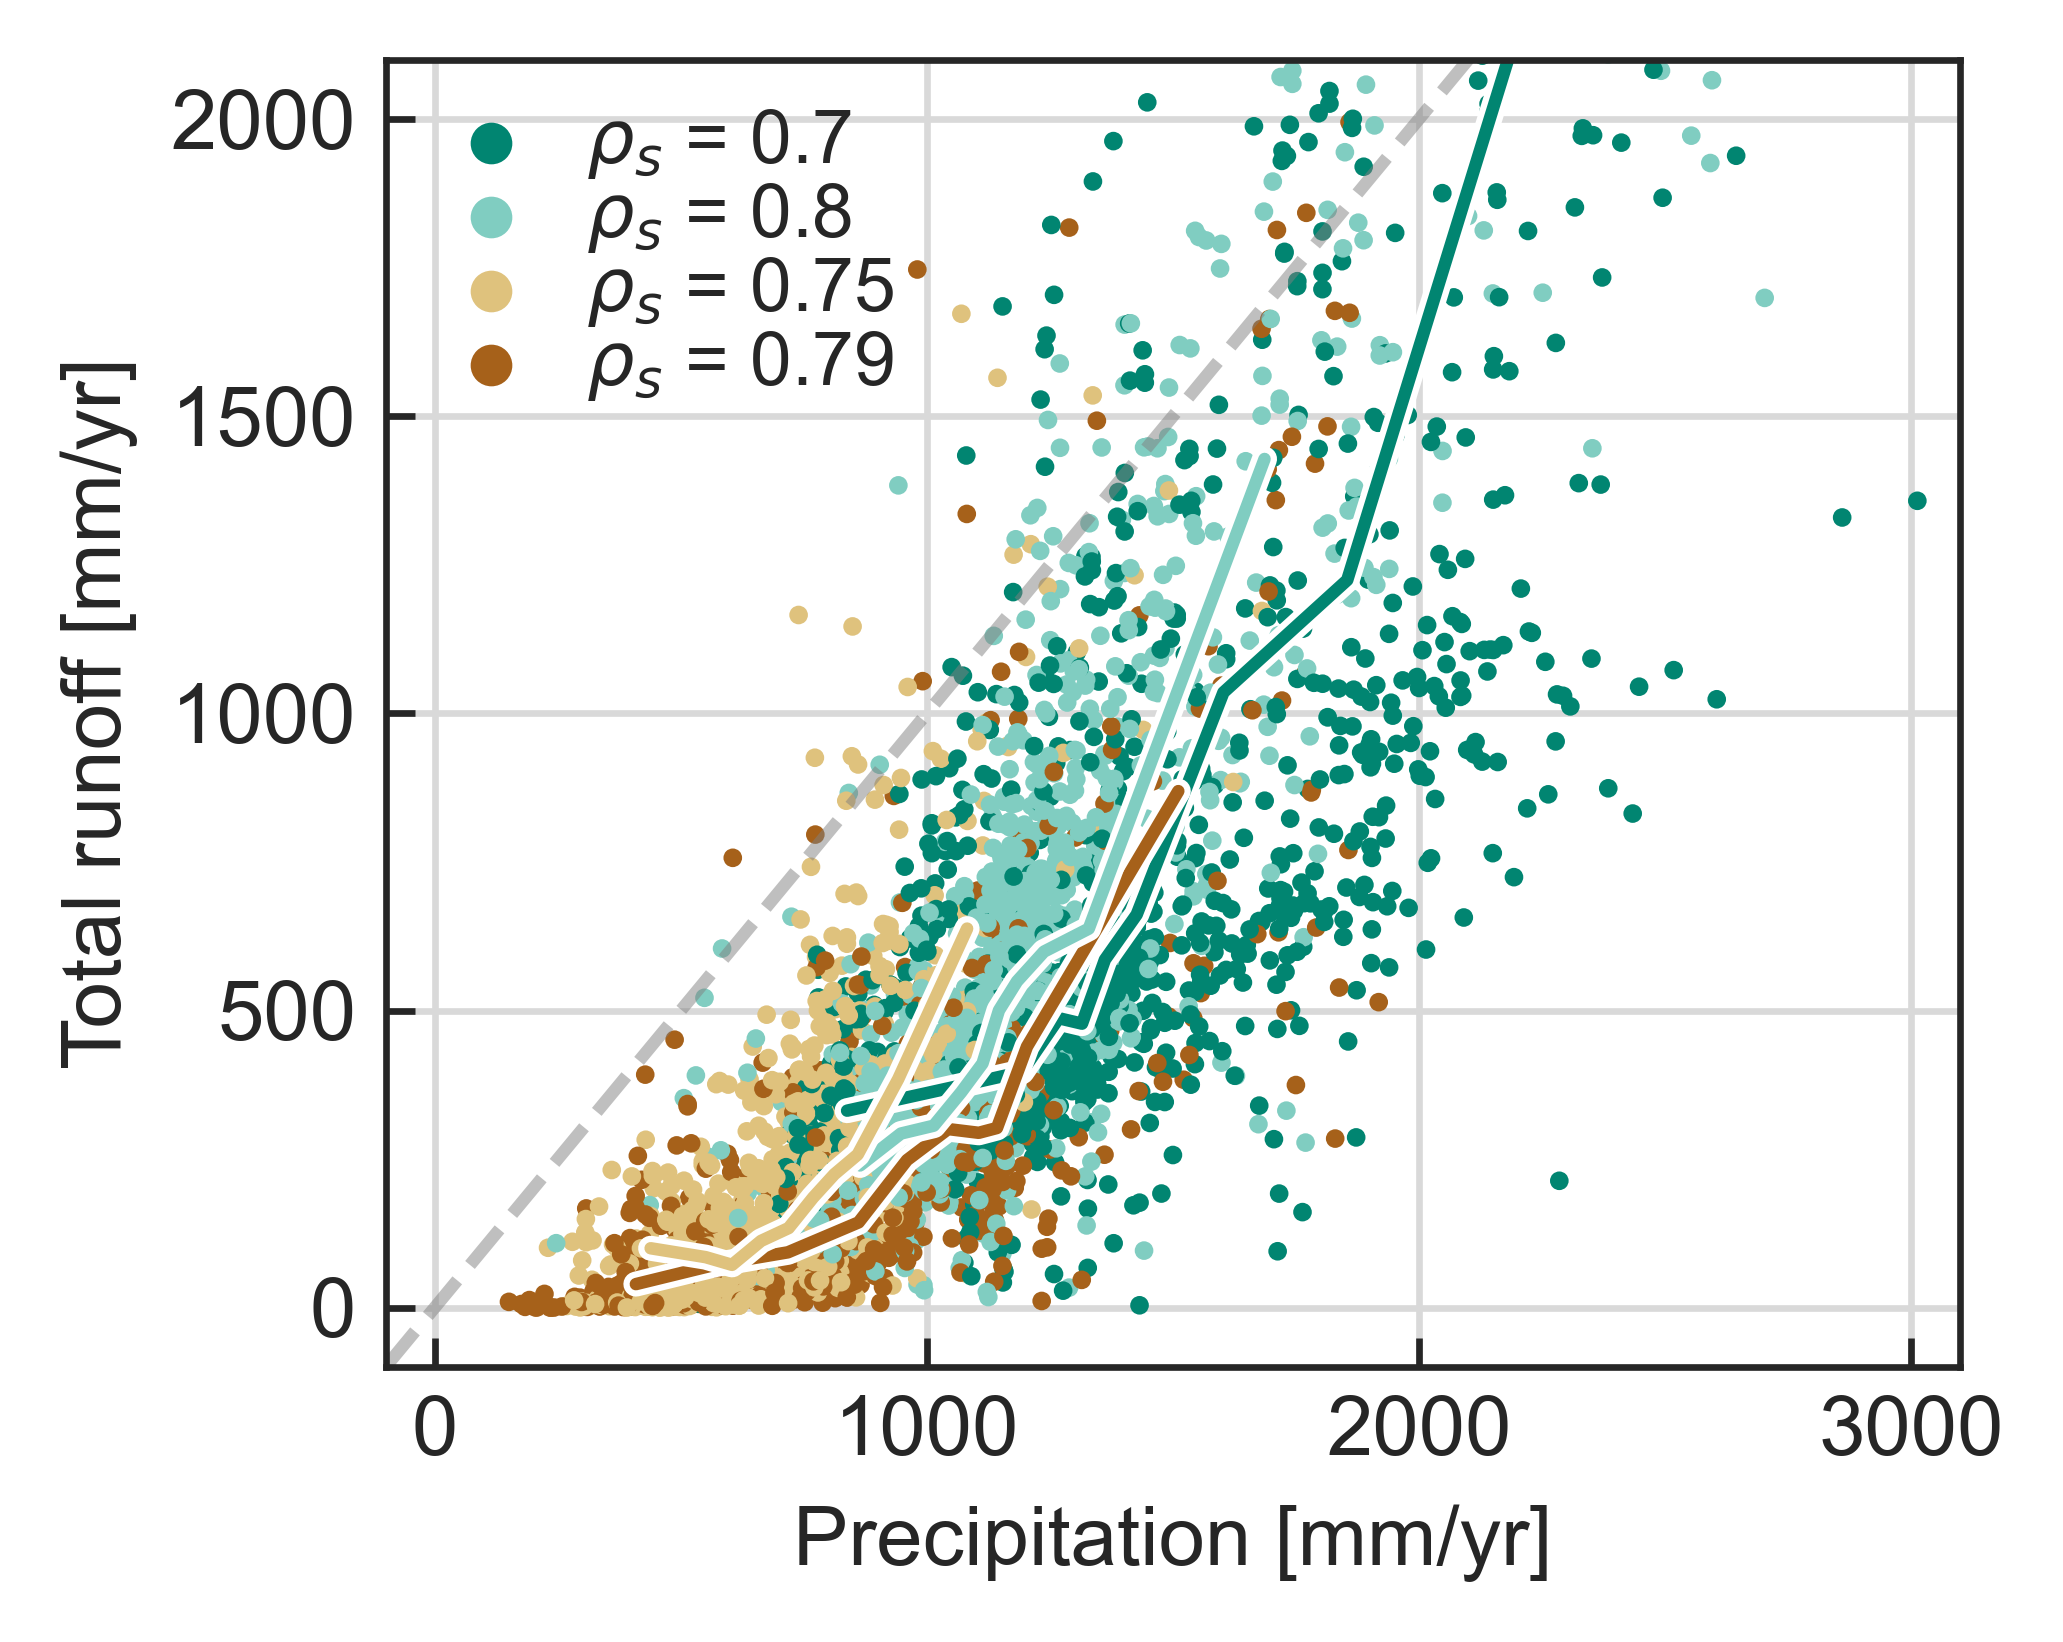 2000
1500
1000
500
0
ρs = 0.7
ρs = 0.8
ρs = 0.75
ρs = 0.79
Total runoff [mm/yr]
0 1000 2000 3000
Precipitation [mm/yr]